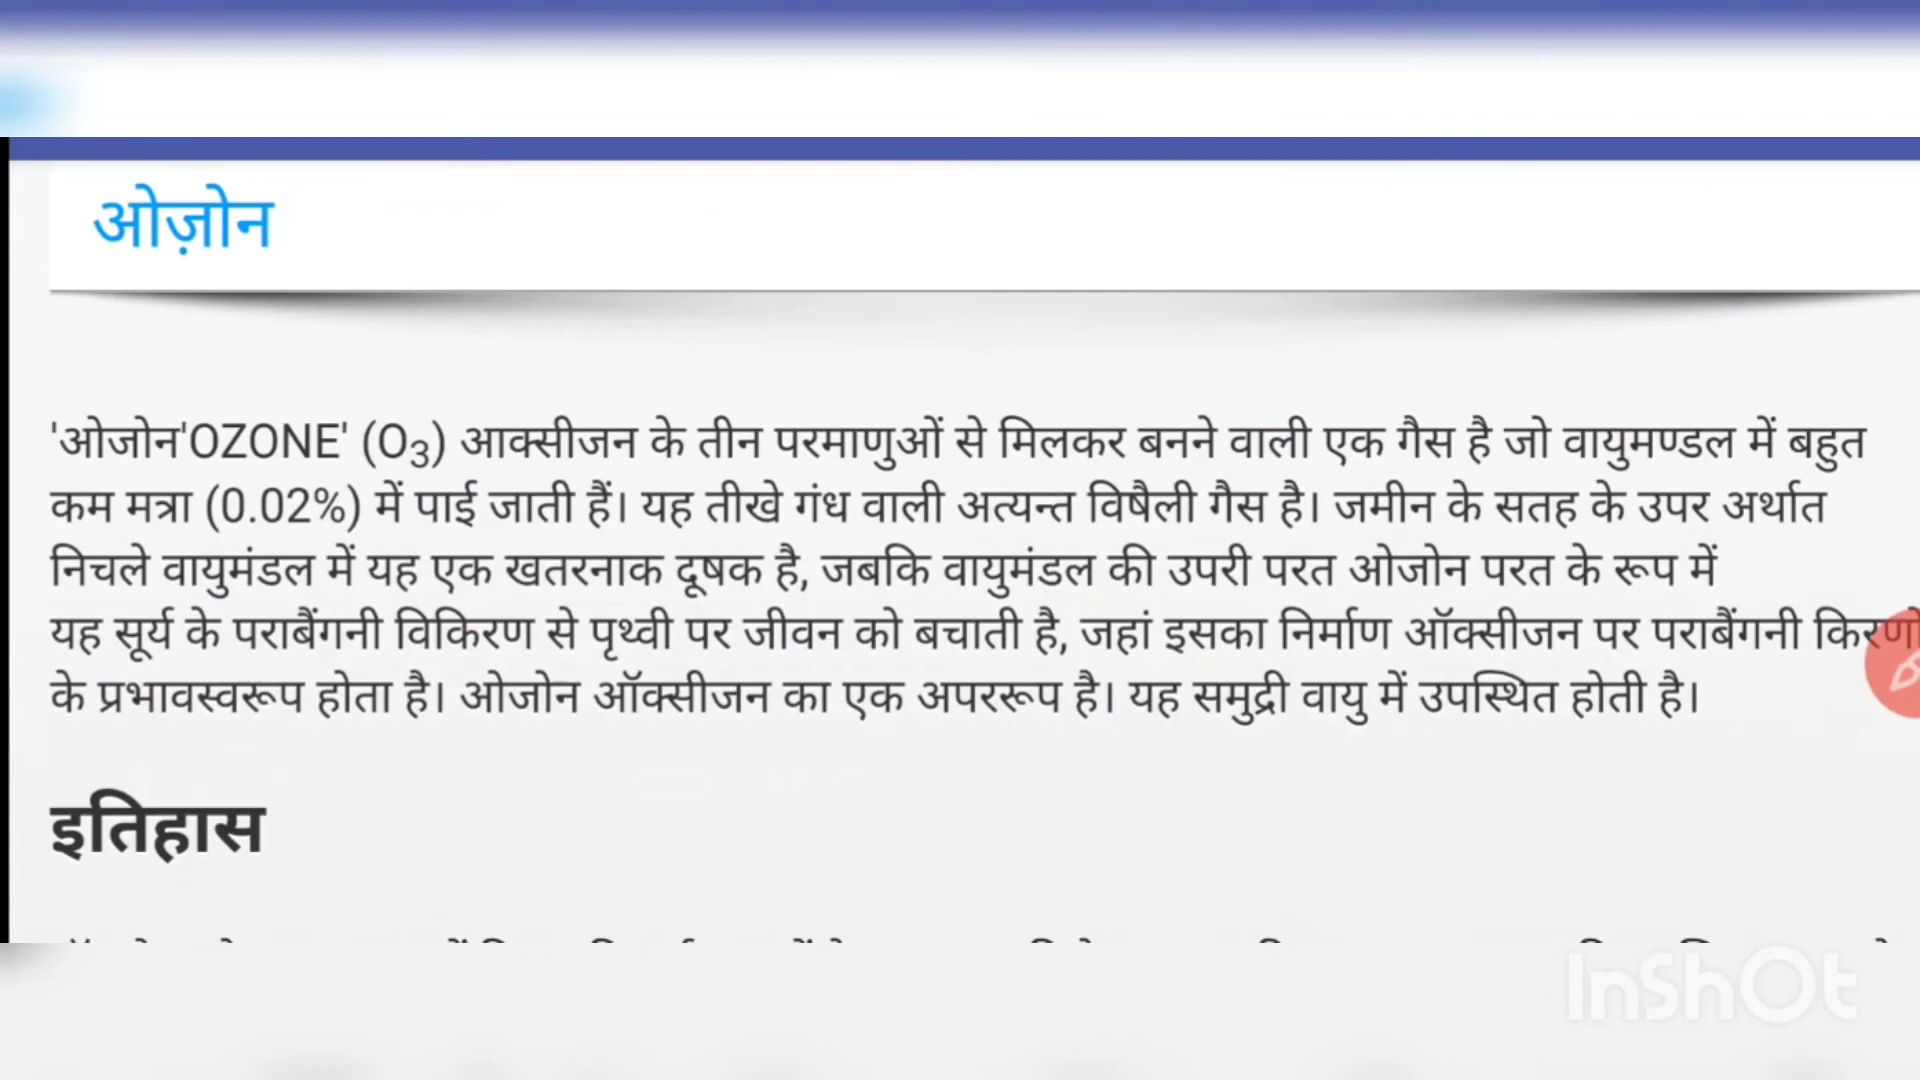 ओज़ोन
'ओजोन'OZONE' (O₃) आक्सीजन के तीन परमाणुओं से मिलकर बनने वाली एक गैस है जो वायुमण्डल में बहुत
कम मत्रा (0.02%) में पाई जाती हैं। यह तीखे गंध वाली अत्यन्त विषैली गैस है। जमीन के सतह के उपर अर्थात
निचले वायुमंडल में यह एक खतरनाक दूषक है, जबकि वायुमंडल की उपरी परत ओजोन परत के रूप में
यह सूर्य के पराबैंगनी विकिरण से पृथ्वी पर जीवन को बचाती है, जहां इसका निर्माण ऑक्सीजन पर पराबैंगनी
के प्रभावस्वरूप होता है। ओजोन ऑक्सीजन का एक अपररूप है। यह समुद्री वायु में उपस्थित होती है।
इतिहास
InShOt